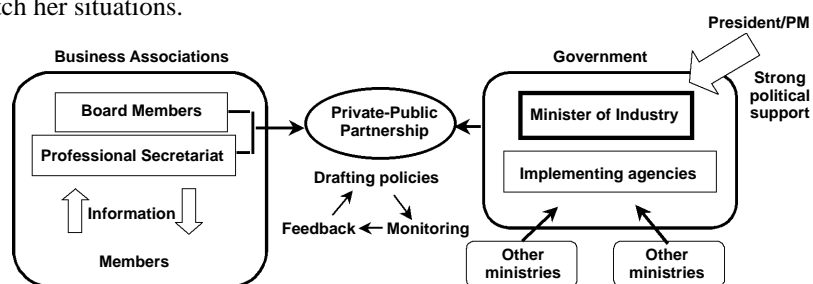 tch her situations.
President/PM
Business Associations
Government
Strong
political
support
Board Members
Professional Secretariat
Information
Members
Private-Public
Partnership
Drafting policies
Feedback
Monitoring
Minister of Industry
Implementing agencies
Other
ministries
Other
ministries